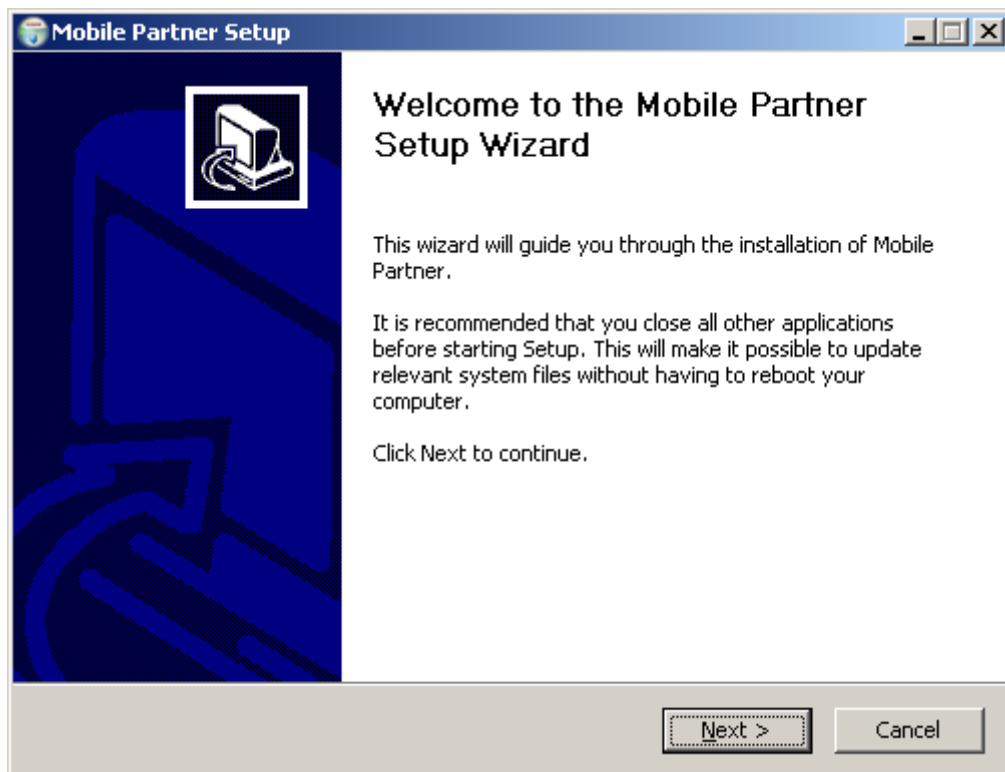 Mobile Partner Setup
Welcome to the Mobile Partner
Setup Wizard
This wizard will guide you through the installation of Mobile
Partner.
It is recommended that you close all other applications
before starting Setup. This will make it possible to update
relevant system files without having to reboot your
computer.
Click Next to continue.
Next >
Cancel